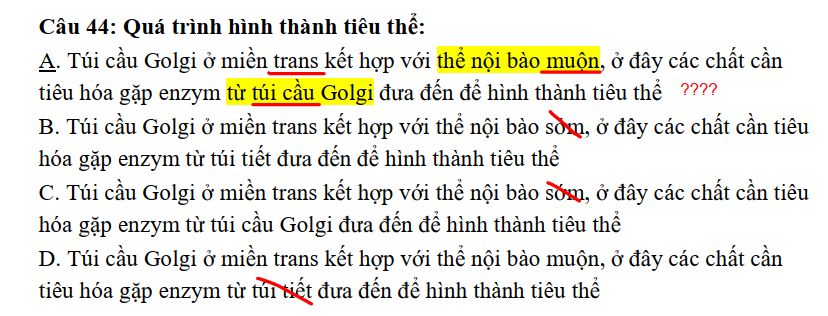 Câu 44: Quá trình hình thành tiêu thể:
A. Túi cầu Golgi ở miền trans kết hợp với thể nội bào muộn, ở đây các chất cần
tiêu hóa gặp enzym từ túi cầu Golgi đưa đến để hình thành tiêu thể ????
B. Túi cầu Golgi ở miền trans kết hợp với thể nội bào sớm, ở đây các chất cần tiêu
hóa gặp enzym từ túi tiết đưa đến để hình thành tiêu thể
C. Túi cầu Golgi ở miền trans kết hợp với thể nội bào sớm, ở đây các chất cần tiêu
hóa gặp enzym từ túi cầu Golgi đưa đến để hình thành tiêu thể
D. Túi cầu Golgi ở miền trans kết hợp với thể nội bào muộn, ở đây các chất cần
tiêu hóa gặp enzym từ túi tiết đưa đến để hình thành tiêu thể